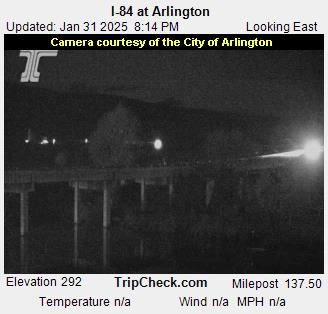 I-84 at Arlington
Updated: Jan 31 2025 8:14 PM Looking East
Camera courtesy of the City of Arlington
Elevation 292 TripCheck.com Milepost 137.50
Temperature n/a Wind n/a MPH n/a